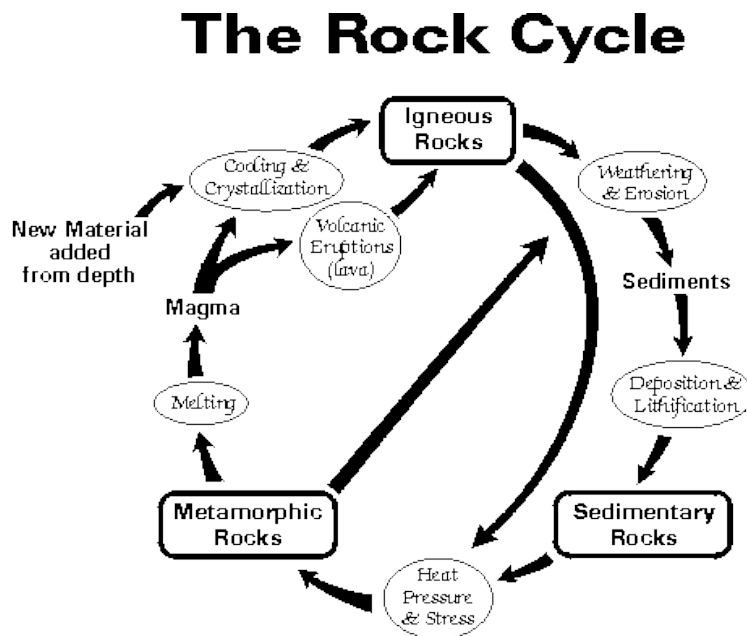 The Rock Cycle
Igneous
Rocks
Cooling &
Crystallization
Weathering
& Erosion
New Material
added
from depth
Volcanic
Eruptions
(lava)
Sediments
Magma
Melting
Deposition &
Lithification
Metamorphic
Rocks
Sedimentary
Rocks
Heat
Pressure
& Stress